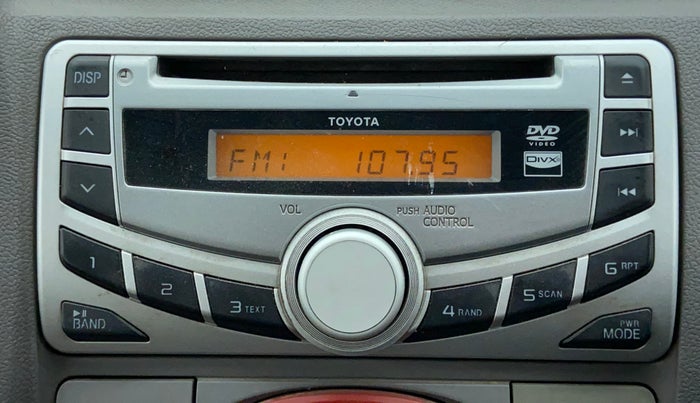 DISP
TOYOTA
FM1 107.95
DVD
VIDEO
DIVX
VOL
PUSH AUDIO
CONTROL
1
2
3 TEXT
4 RAND
5 SCAN
6 RPT
BAND
PWR
MODE